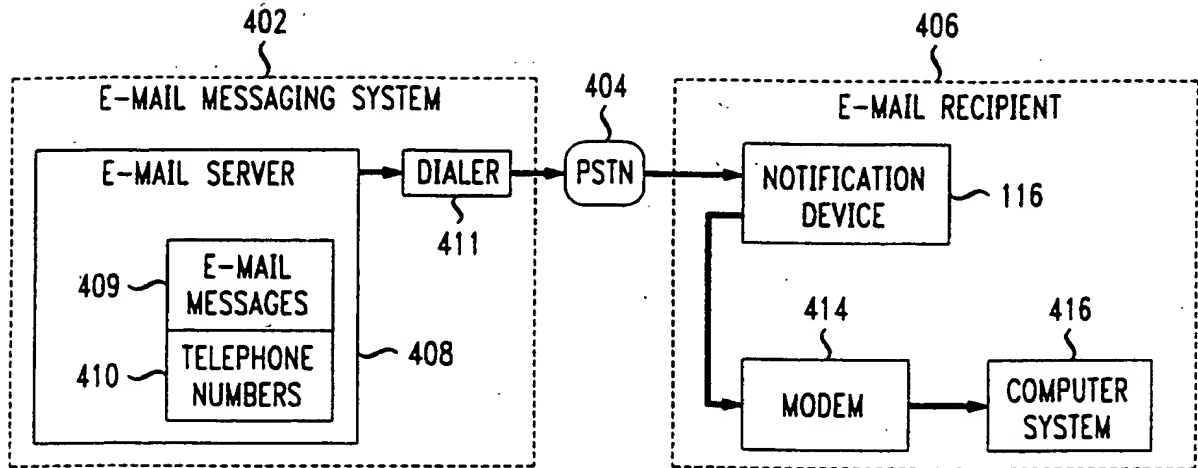 402
406
E-MAIL MESSAGING SYSTEM
404
E-MAIL RECIPIENT
E-MAIL SERVER
DIALER
411
PSTN
NOTIFICATION
DEVICE
116
409
E-MAIL
MESSAGES
410
TELEPHONE
NUMBERS
408
414
MODEM
416
COMPUTER
SYSTEM